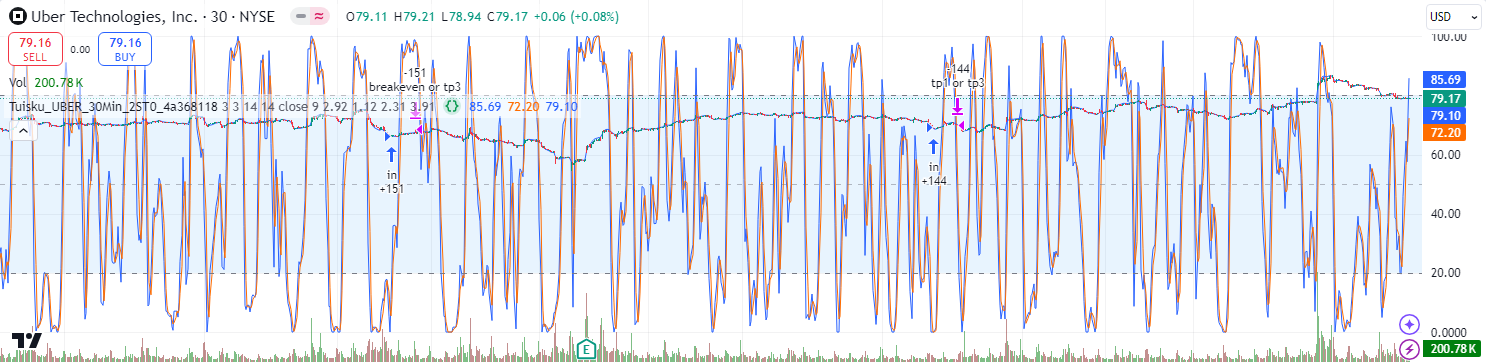 Uber Technologies, Inc. · 30 · NYSE O79.11 H79.21 L78.94 C79.17 +0.06 (+0.08%)
USD
79.16 SELL 0.00 79.16 BUY
Vol 200.78 K
Tuisku_UBER_30Min_2ST0_4a368118 3 3 14 14 close 9 2.92 1.12 2.31 3.91 85.69 72.20 79.10
-151
breakeven or tp3
in
+151
-144
tp1 or tp3
in
+144
100.00
85.69
79.17
79.10
72.20
60.00
40.00
20.00
0.0000
200.78 K
E